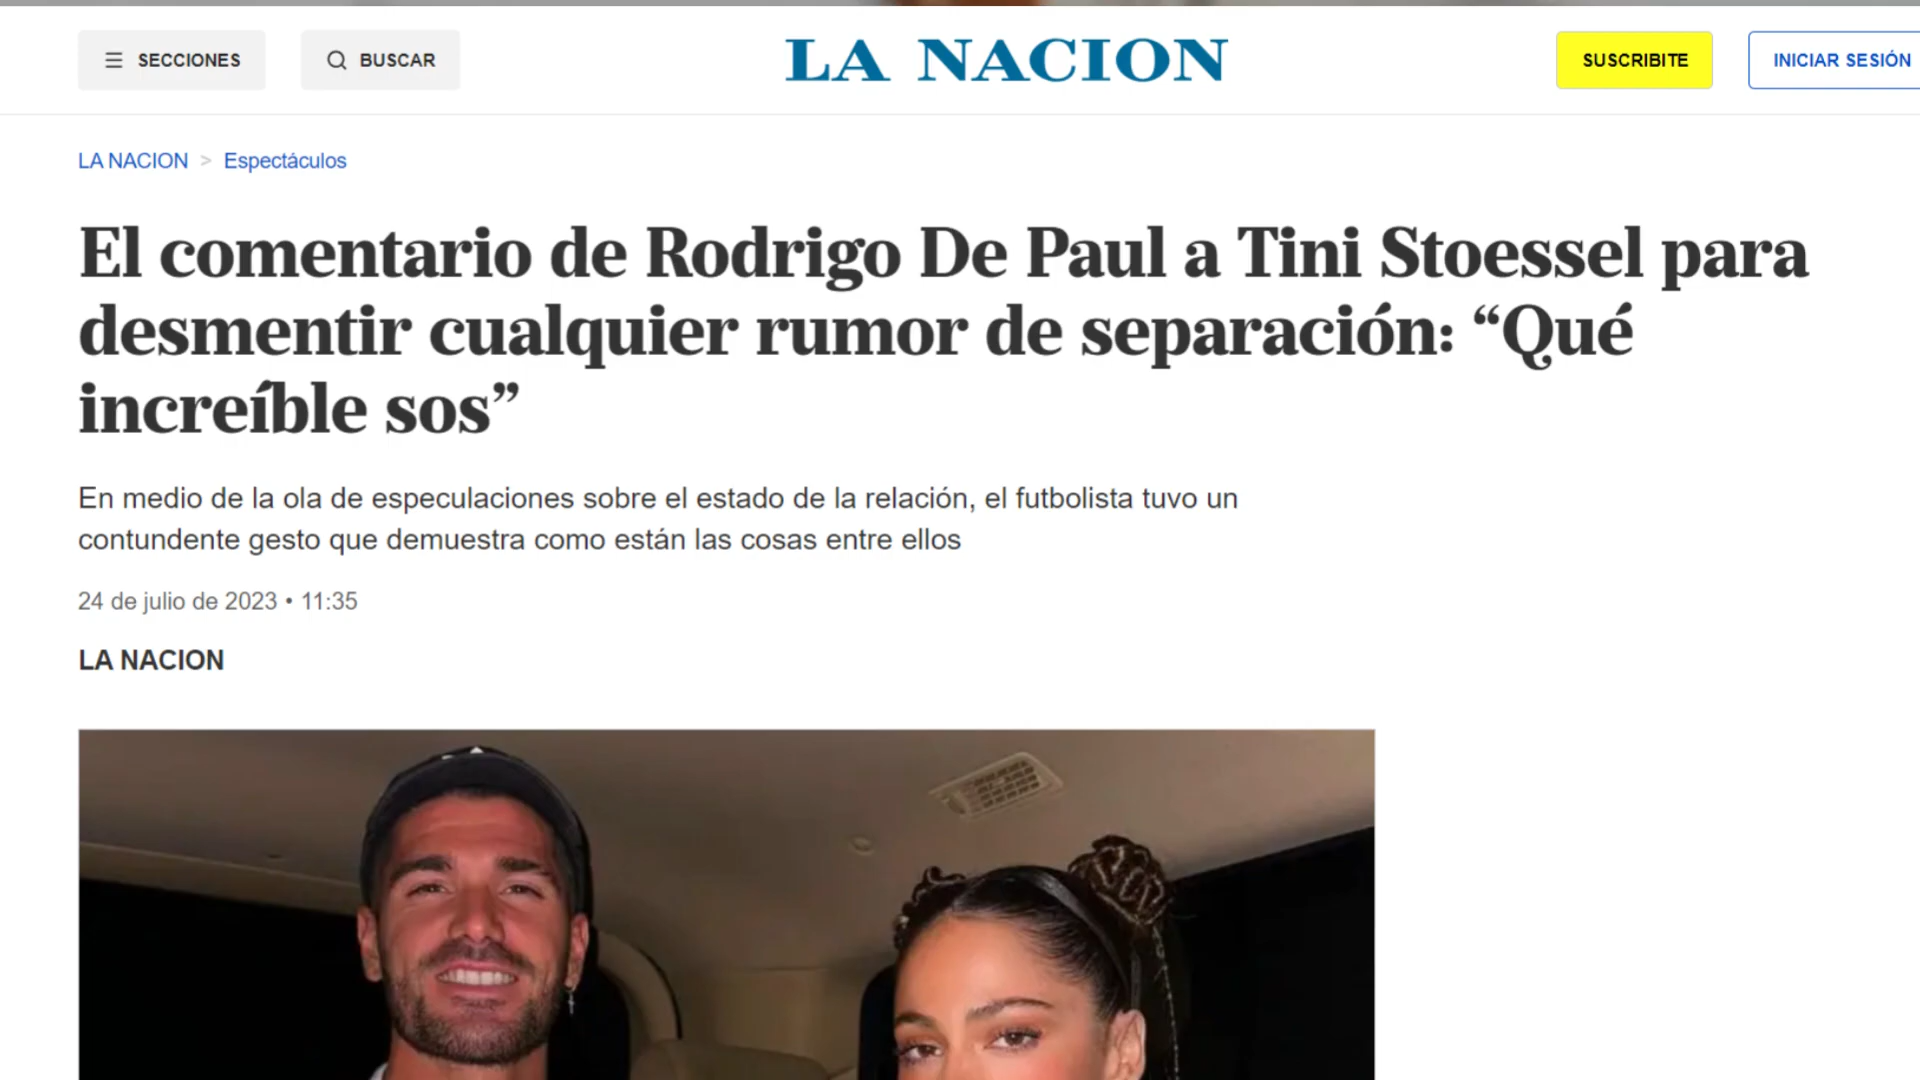 SECCIONES
BUSCAR
LA NACION
SUSCRIBITE
INICIAR SESIÓN
LA NACION > Espectáculos
El comentario de Rodrigo De Paul a Tini Stoessel para
desmentir cualquier rumor de separación: “Qué
increíble sos”
En medio de la ola de especulaciones sobre el estado de la relación, el futbolista tuvo un
contundente gesto que demuestra como están las cosas entre ellos
24 de julio de 2023 • 11:35
LA NACION